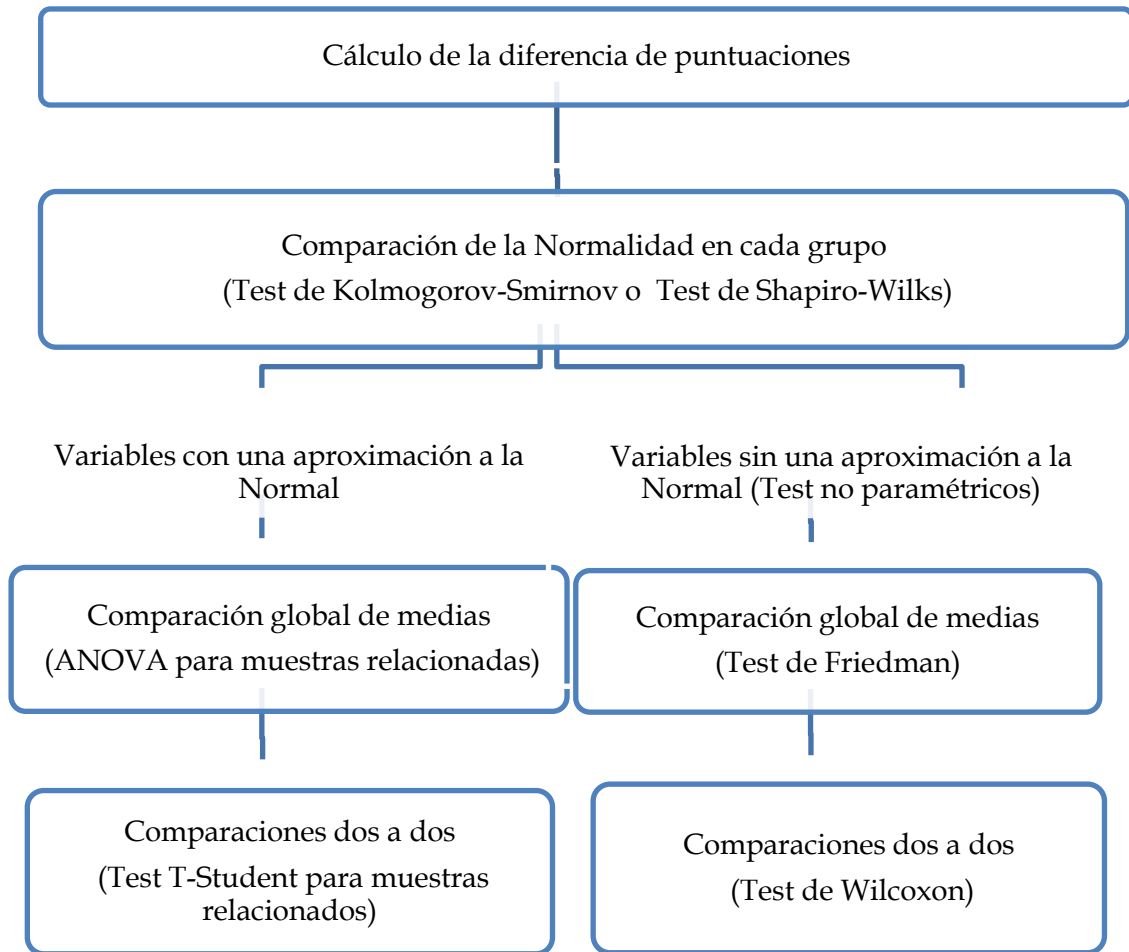 Cálculo de la diferencia de puntuaciones
Comparación de la Normalidad en cada grupo
(Test de Kolmogorov-Smirnov o Test de Shapiro-Wilks)
Variables con una aproximación a la
Normal
Variables sin una aproximación a la
Normal (Test no paramétricos)
Comparación global de medias
(ANOVA para muestras relacionadas)
Comparación global de medias
(Test de Friedman)
Comparaciones dos a dos
(Test T-Student para muestras
relacionados)
Comparaciones dos a dos
(Test de Wilcoxon)